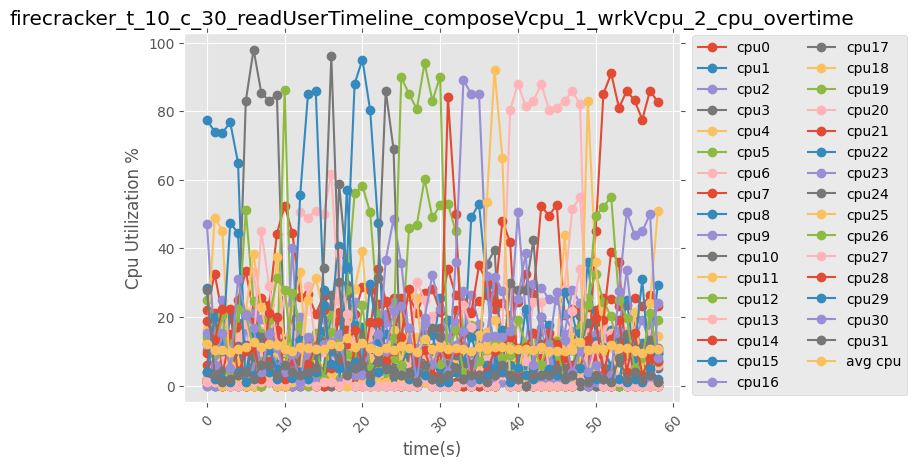 firecracker_t_10_c_30_readUserTimeline_composeVcpu_1_wrkVcpu_2_cpu_overtime
Cpu Utilization %
100
80
60
40
20
0
0
10
20
30
40
50
60
time(s)
cpu0
cpu1
cpu2
cpu3
cpu4
cpu5
cpu6
cpu7
cpu8
cpu9
cpu10
cpu11
cpu12
cpu13
cpu14
cpu15
cpu16
cpu17
cpu18
cpu19
cpu20
cpu21
cpu22
cpu23
cpu24
cpu25
cpu26
cpu27
cpu28
cpu29
cpu30
cpu31
avg cpu